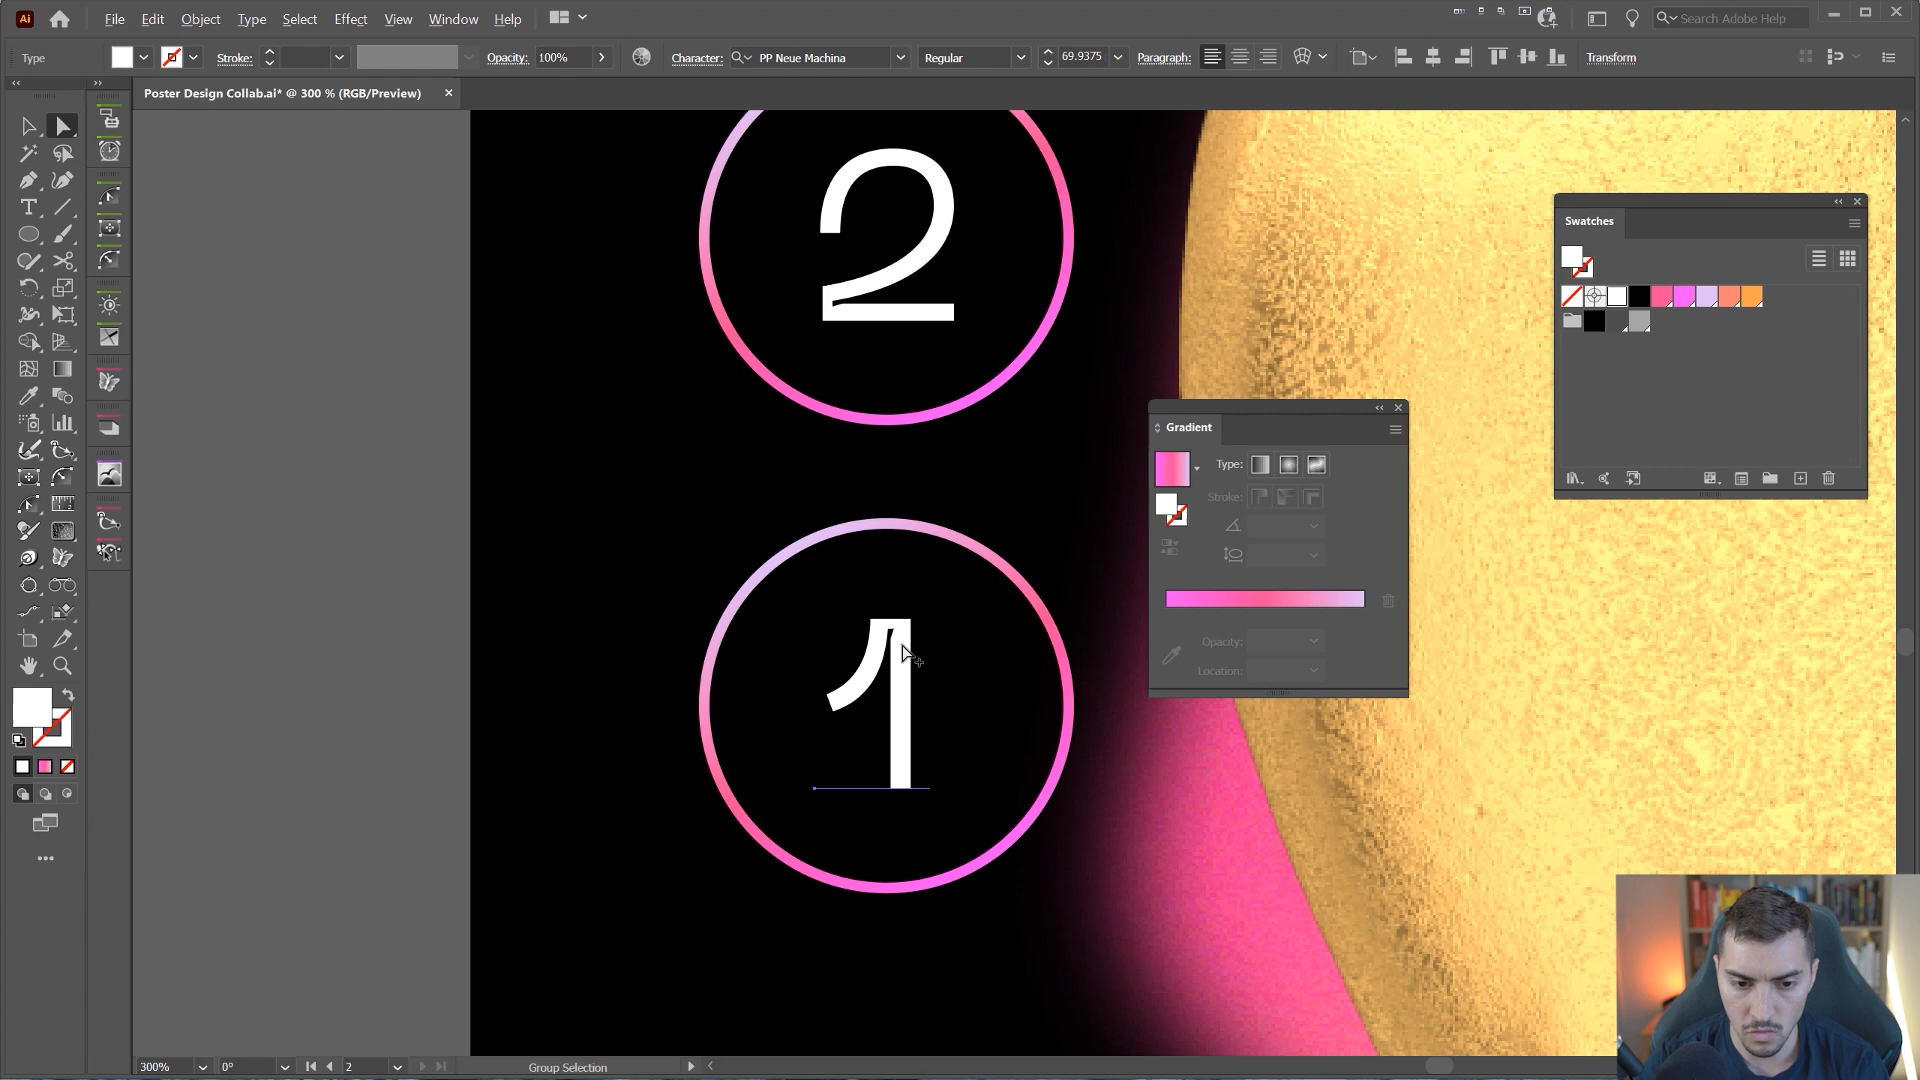 Ai File Edit Object Type Select Effect View Window Help Search Adobe Help
Type Stroke: Opacity: 100% Character: PP Neue Machina Regular 69.9375 Paragraph: Transform
Poster Design Collab.ai* @ 300 % (RGB/Preview)
2
Swatches
Gradient
Type:
Stroke:
Opacity:
Location:
1
300% 0° 2 Group Selection